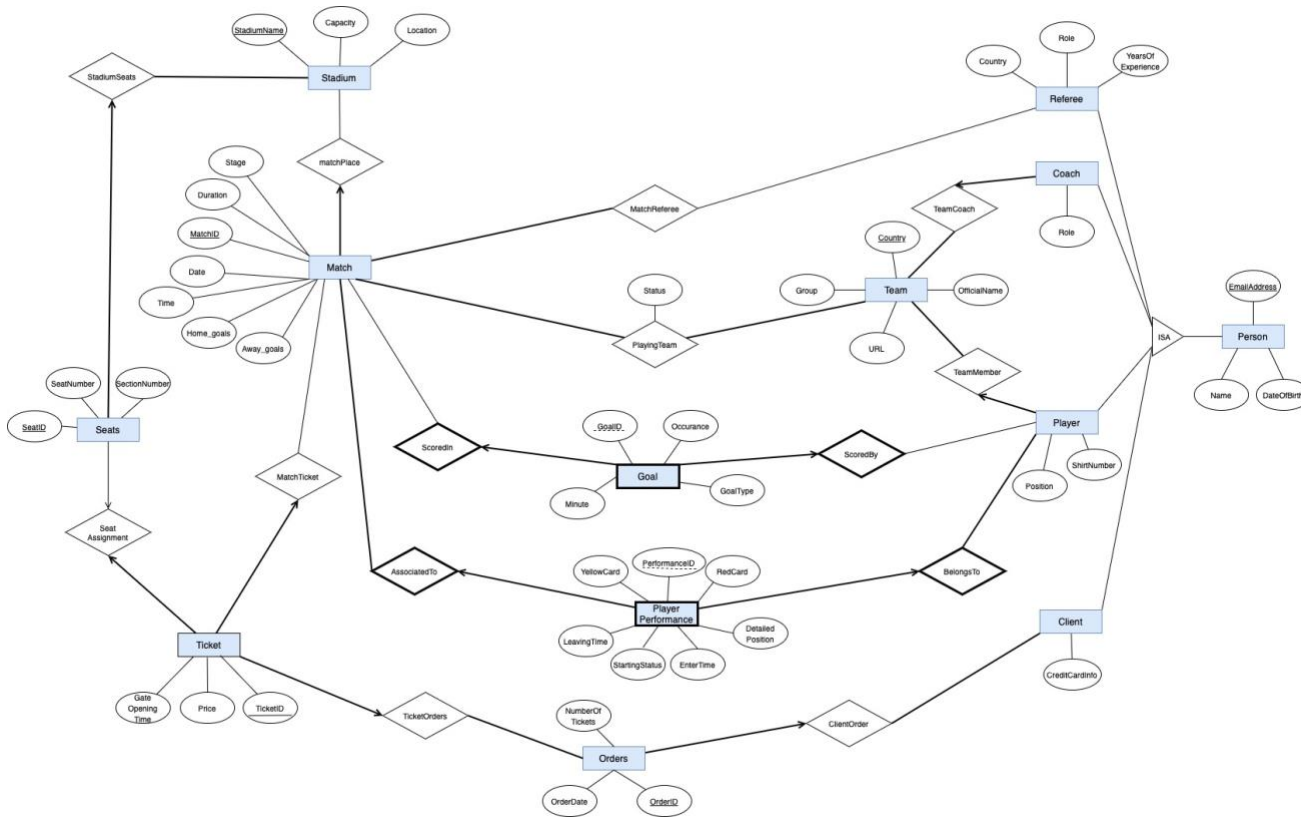 StadiumName
Capacity
Location
Stadium
StadiumSeats
matchPlace
Country
Role
YearsOf
Experience
Referee
Stage
Duration
MatchID
Date
Time
Home_goals
Away_goals
Match
MatchReferee
Coach
TeamCoach
Role
Country
Team
Group
OfficialName
URL
Status
PlayingTeam
TeamMember
ISA
EmailAddress
Person
Name
DateOfBirth
SeatNumber
SectionNumber
SeatID
Seats
MatchTicket
ScoredIn
GoalID
Occurance
Goal
Minute
GoalType
ScoredBy
Player
Position
ShirtNumber
Seat
Assignment
AssociatedTo
YellowCard
PerformanceID
RedCard
Player
Performance
LeavingTime
StartingStatus
EnterTime
Detailed
Position
BelongsTo
Client
CreditCardInfo
Ticket
Gate
Opening
Time
Price
TicketID
TicketOrders
NumberOf
Tickets
Orders
OrderDate
OrderID
ClientOrder